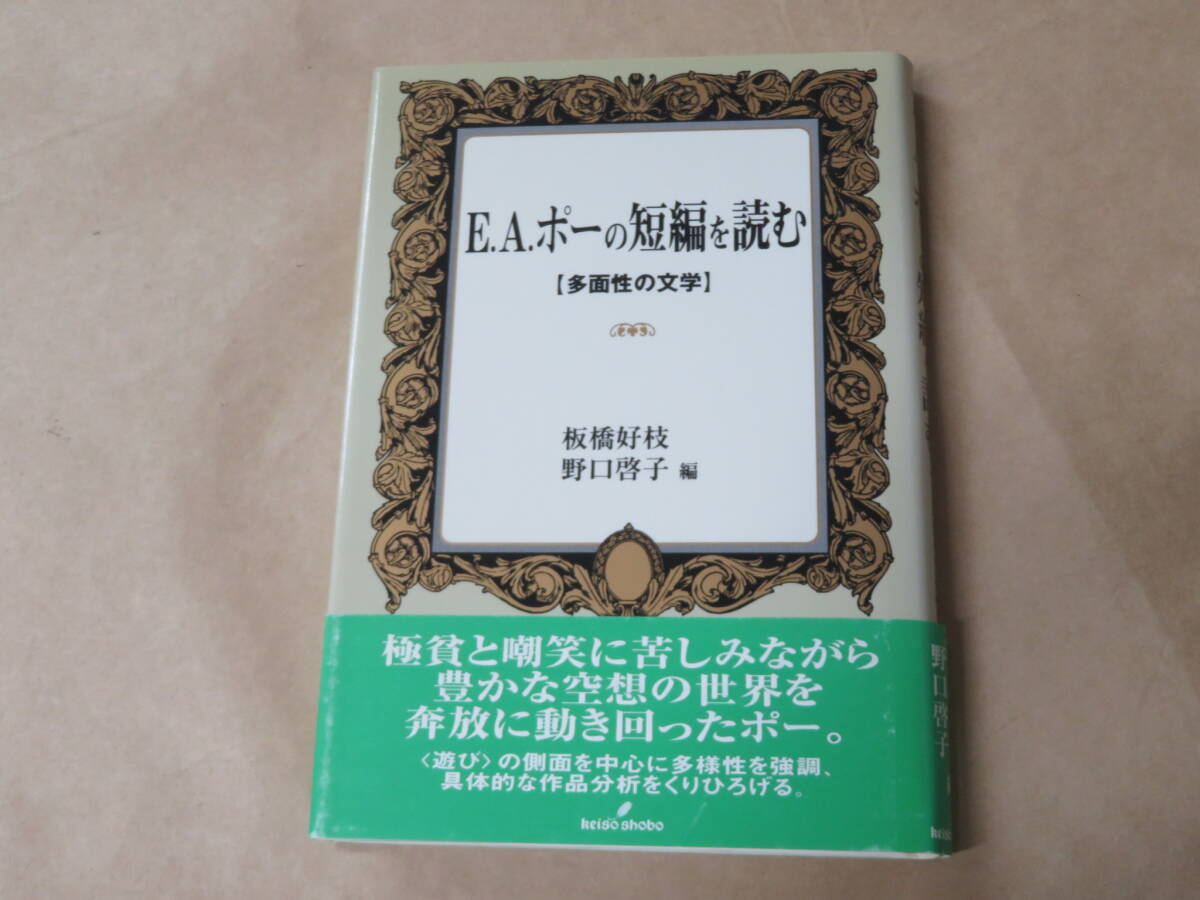 E.A.ポーの短編を読む
【多面性の文学】
板橋好枝
野口啓子 編
極貧と嘲笑に苦しみながら
豊かな空想の世界を
奔放に動き回ったポー。
〈遊び〉の側面を中心に多様性を強調、
具体的な作品分析をくりひろげる。
keiso shobo
野口啓子